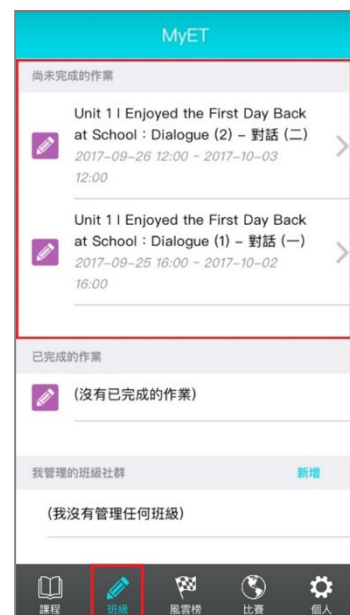 MyET
尚未完成的作業
Unit 1 I Enjoyed the First Day Back
at School：Dialogue (2) – 對話 (二)
2017-09-26 12:00 ~ 2017-10-03
12:00
Unit 1 I Enjoyed the First Day Back
at School：Dialogue (1) – 對話 (一)
2017-09-25 16:00 ~ 2017-10-02
16:00
已完成的作業
(沒有已完成的作業)
我管理的班級社群 新增
(我沒有管理任何班級)
課程 班級 風雲榜 比賽 個人